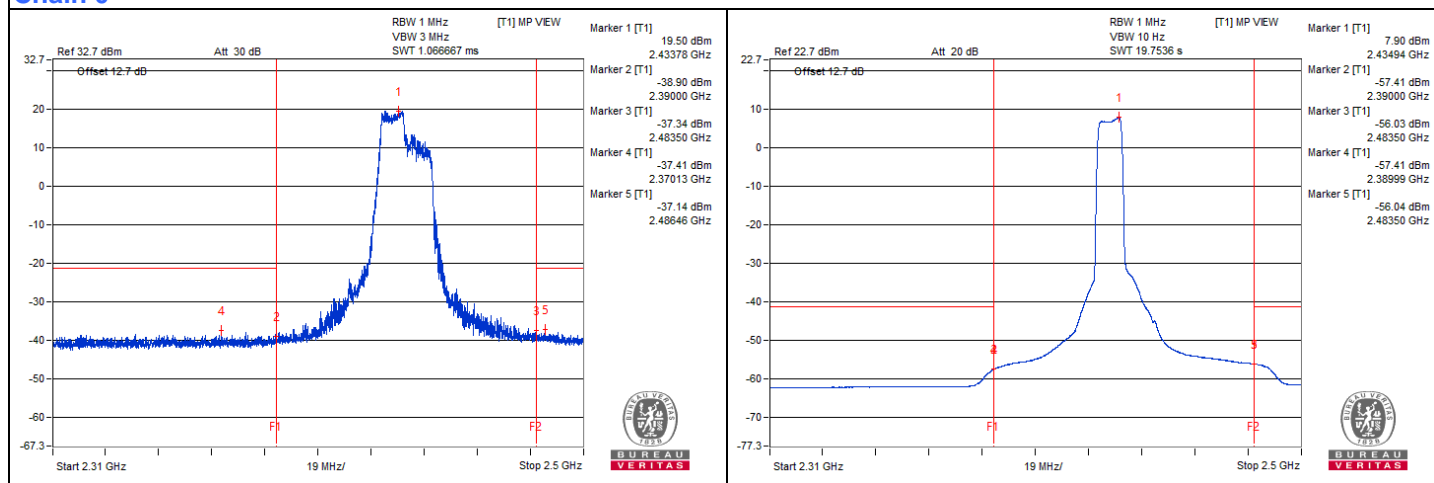 RBW 1 MHz
[T1] MP VIEW
VBW 3 MHz
Ref 32.7 dBm
Att 30 dB
SWT 1.066667 ms
Marker 1 [T1]
19.50 dBm
2.43378 GHz
Marker 2 [T1]
-38.90 dBm
2.39000 GHz
Marker 3 [T1]
-37.34 dBm
2.48350 GHz
Marker 4 [T1]
-37.41 dBm
2.37013 GHz
Marker 5 [T1]
-37.14 dBm
2.48646 GHz
32.7
Offset 12.7 dB
20
10
0
-10
-20
-30
-40
-50
-60
-67.3
1
4
2
3
5
F1
F2
Start 2.31 GHz
19 MHz/
Stop 2.5 GHz
BUREAU VERITAS
1828
BUREAU
VERITAS
RBW 1 MHz
[T1] MP VIEW
VBW 10 Hz
Ref 22.7 dBm
Att 20 dB
SWT 19.7536 s
Marker 1 [T1]
7.90 dBm
2.43494 GHz
Marker 2 [T1]
-57.41 dBm
2.39000 GHz
Marker 3 [T1]
-56.03 dBm
2.48350 GHz
Marker 4 [T1]
-57.41 dBm
2.38999 GHz
Marker 5 [T1]
-56.04 dBm
2.48350 GHz
22.7
Offset 12.7 dB
10
0
-10
-20
-30
-40
-50
-60
-70
-77.3
1
F1
F2
Start 2.31 GHz
19 MHz/
Stop 2.5 GHz
BUREAU VERITAS
1828
BUREAU
VERITAS